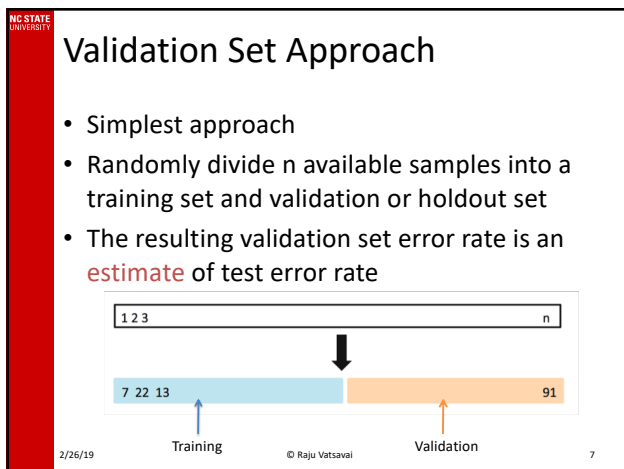 NC STATE
UNIVERSITY
Validation Set Approach
• Simplest approach
• Randomly divide n available samples into a
training set and validation or holdout set
• The resulting validation set error rate is an
estimate of test error rate
1 2 3 n
7 22 13 91
Training Validation
2/26/19 © Raju Vatsavai 7